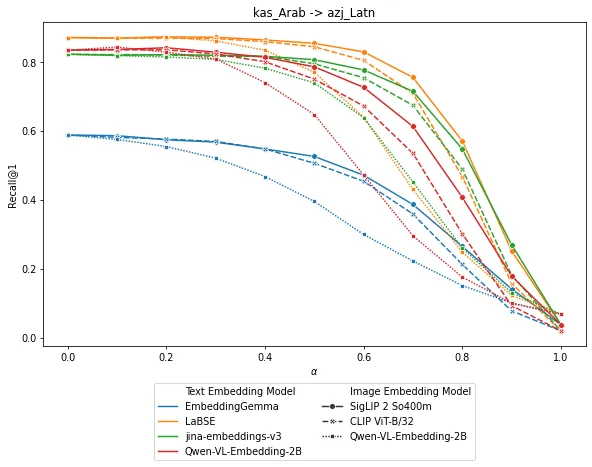 kas_Arab -> azj_Latn
Recall@1
0.8
0.6
0.4
0.2
0.0
0.0 0.2 0.4 0.6 0.8 1.0
α
Text Embedding Model Image Embedding Model
EmbeddingGemma SigLIP 2 So400m
LaBSE CLIP ViT-B/32
jina-embeddings-v3 Qwen-VL-Embedding-2B
Qwen-VL-Embedding-2B